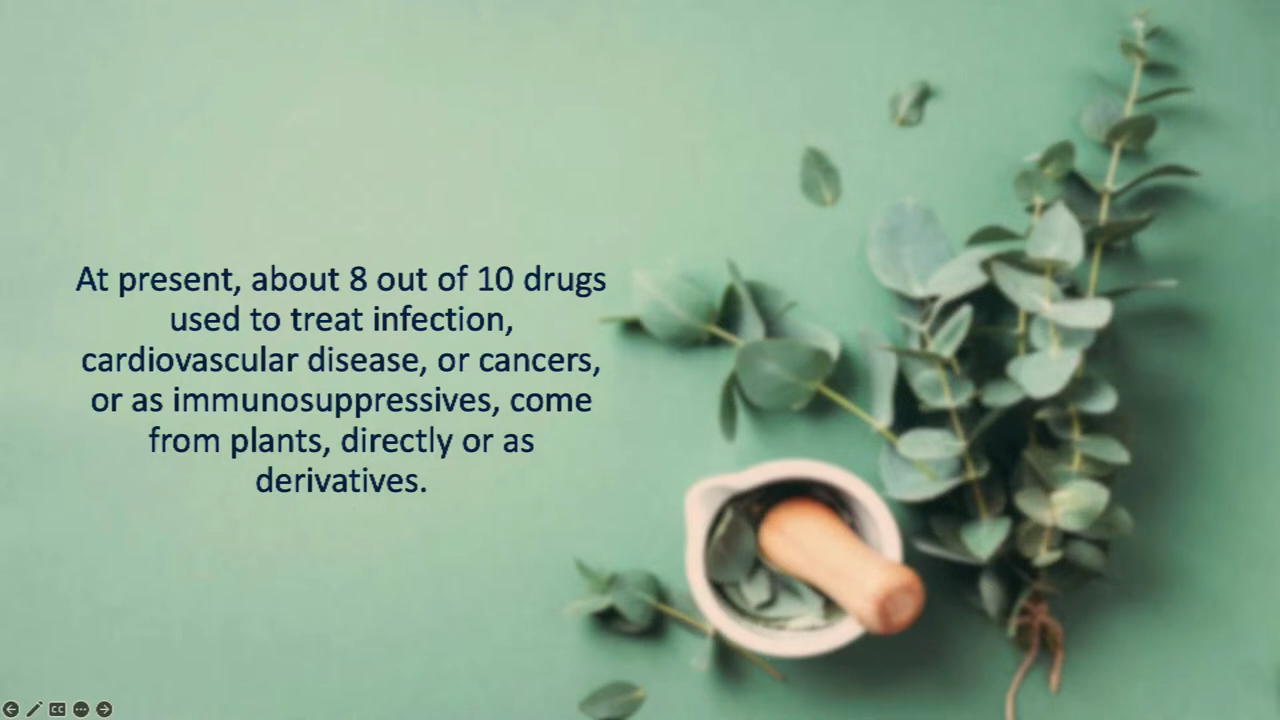 At present, about 8 out of 10 drugs
used to treat infection,
cardiovascular disease, or cancers,
or as immunosuppressives, come
from plants, directly or as
derivatives.
CC